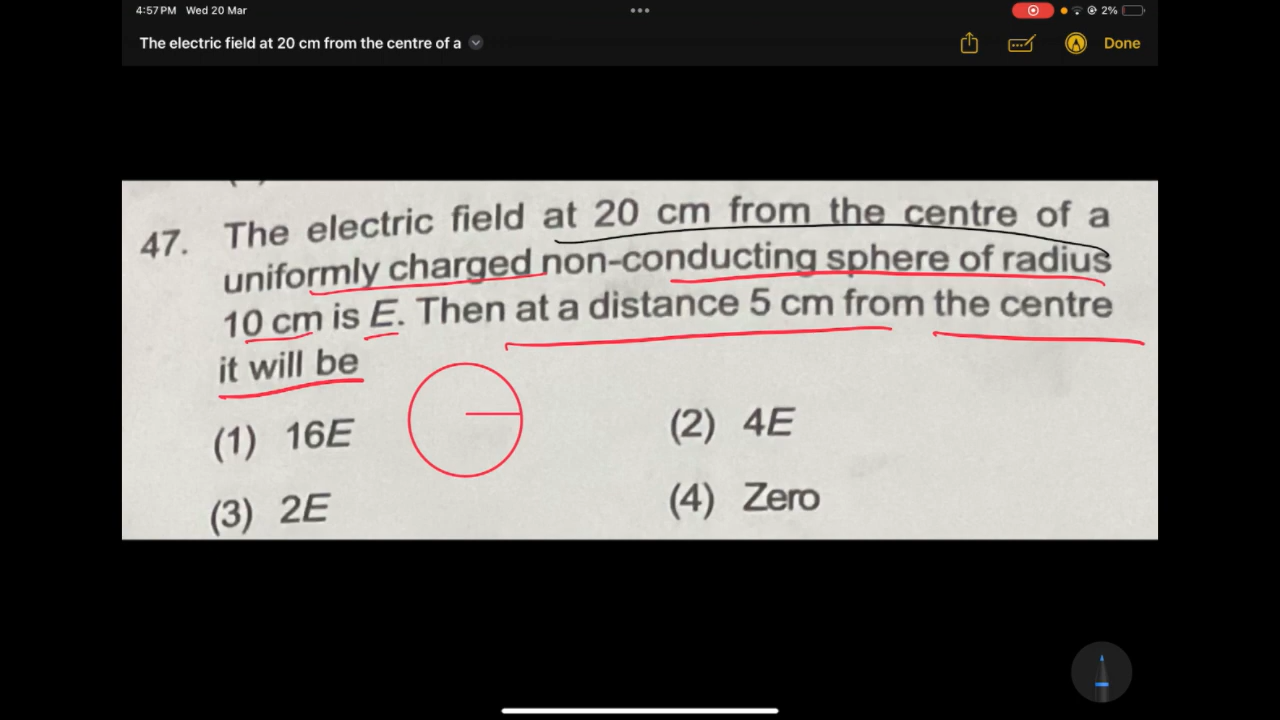 4:57 PM Wed 20 Mar
2%
The electric field at 20 cm from the centre of a
Done
47. The electric field at 20 cm from the centre of a
uniformly charged non-conducting sphere of radius
10 cm is E. Then at a distance 5 cm from the centre
it will be
(1) 16E (2) 4E
(3) 2E (4) Zero